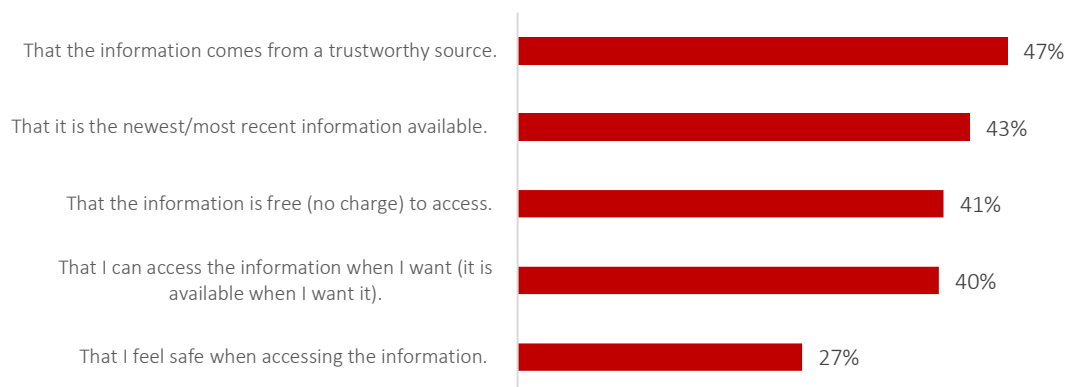 That the information comes from a trustworthy source.
47%
That it is the newest/most recent information available.
43%
That the information is free (no charge) to access.
41%
That I can access the information when I want (it is
available when I want it).
40%
That I feel safe when accessing the information.
27%